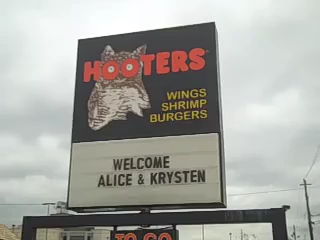 HOOTERS
WINGS
SHRIMP
BURGERS
WELCOME
ALICE & KRYSTEN
TO GO